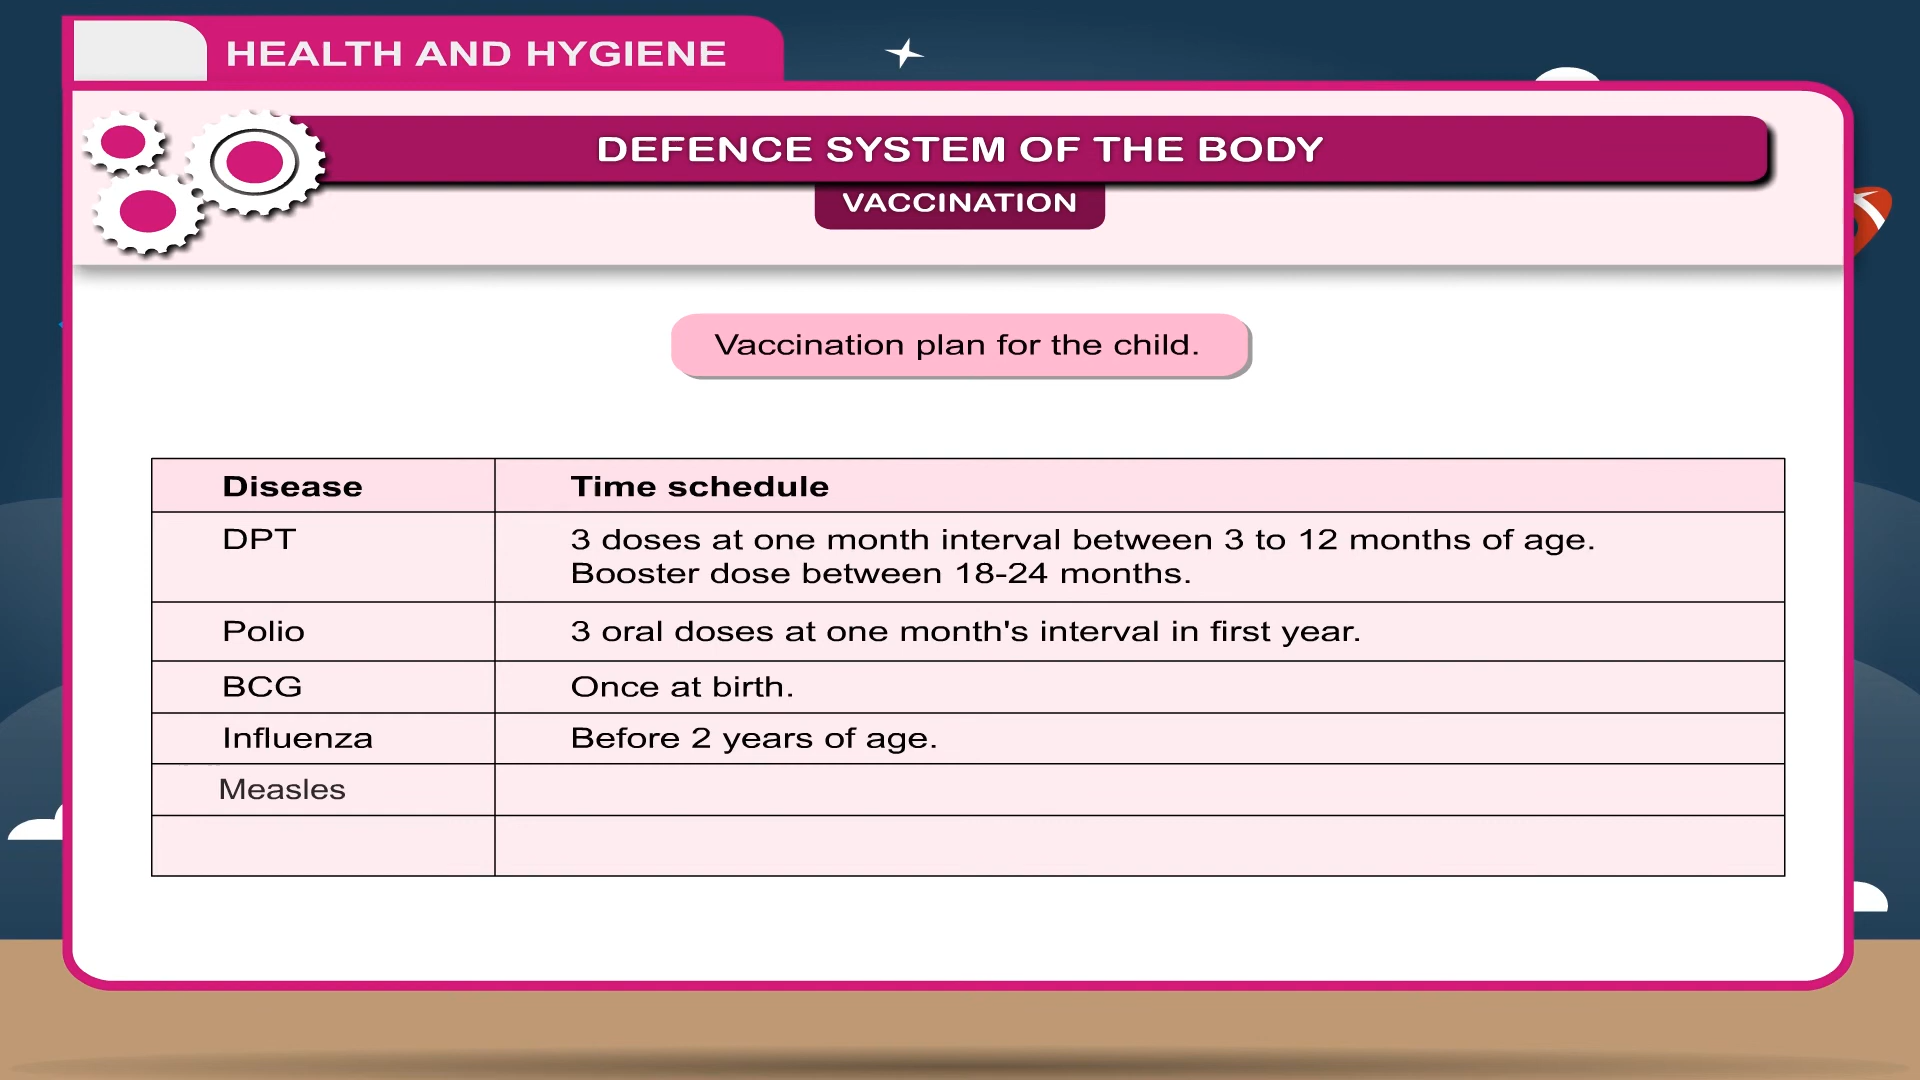 HEALTH AND HYGIENE
DEFENCE SYSTEM OF THE BODY
VACCINATION
Vaccination plan for the child.
Disease Time schedule
DPT 3 doses at one month interval between 3 to 12 months of age.
Booster dose between 18-24 months.
Polio 3 oral doses at one month's interval in first year.
BCG Once at birth.
Influenza Before 2 years of age.
Measles